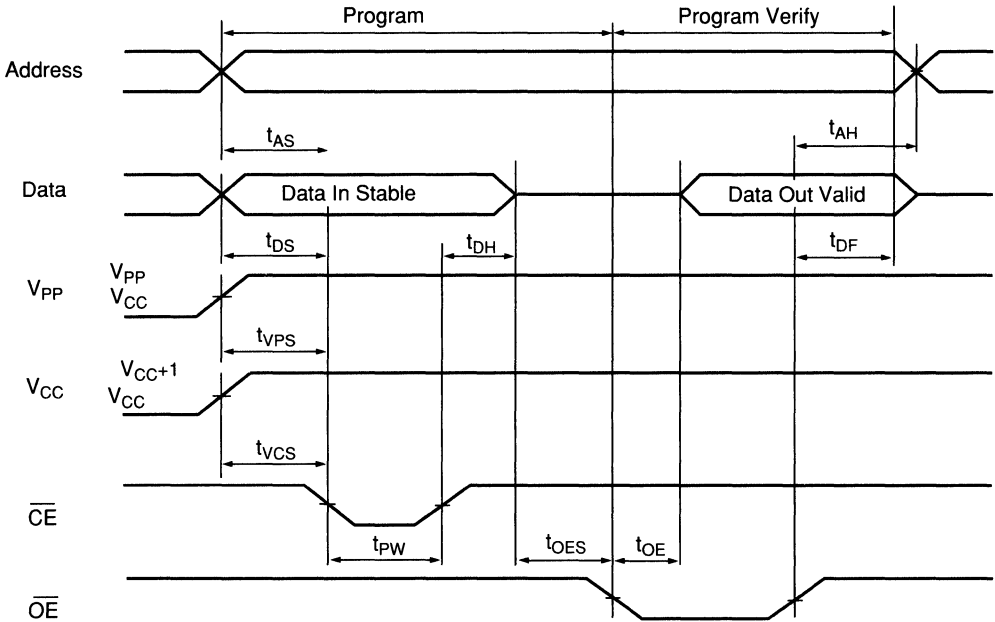 Program Program Verify
Address
tAS tAH
Data Data In Stable Data Out Valid
tDS tDH tDF
VPP VPP
VCC
tVPS
VCC VCC+1
VCC
tVCS
CE
tPW tOES tOE
OE